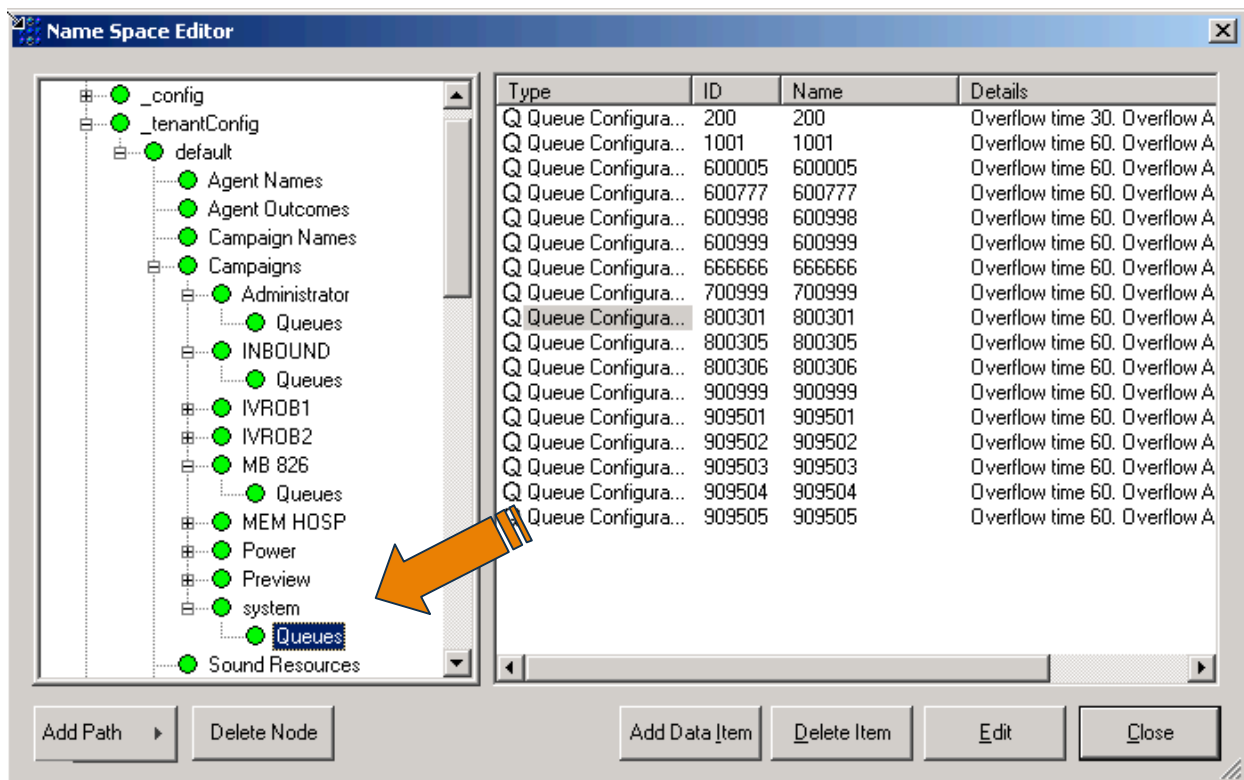 Name Space Editor
_config
_tenantConfig
default
Agent Names
Agent Outcomes
Campaign Names
Campaigns
Administrator
Queues
INBOUND
Queues
IVROB1
IVROB2
MB 826
Queues
MEM HOSP
Power
Preview
system
Queues
Sound Resources
Type ID Name Details
Q Queue Configura... 200 200 Overflow time 30. Overflow A
Q Queue Configura... 1001 1001 Overflow time 60. Overflow A
Q Queue Configura... 600005 600005 Overflow time 60. Overflow A
Q Queue Configura... 600777 600777 Overflow time 60. Overflow A
Q Queue Configura... 600998 600998 Overflow time 60. Overflow A
Q Queue Configura... 600999 600999 Overflow time 60. Overflow A
Q Queue Configura... 666666 666666 Overflow time 60. Overflow A
Q Queue Configura... 700999 700999 Overflow time 60. Overflow A
Q Queue Configura... 800301 800301 Overflow time 60. Overflow A
Q Queue Configura... 800305 800305 Overflow time 60. Overflow A
Q Queue Configura... 800306 800306 Overflow time 60. Overflow A
Q Queue Configura... 900999 900999 Overflow time 60. Overflow A
Q Queue Configura... 909501 909501 Overflow time 60. Overflow A
Q Queue Configura... 909502 909502 Overflow time 60. Overflow A
Q Queue Configura... 909503 909503 Overflow time 60. Overflow A
Q Queue Configura... 909504 909504 Overflow time 60. Overflow A
Q Queue Configura... 909505 909505 Overflow time 60. Overflow A
Add Path Delete Node Add Data Item Delete Item Edit Close